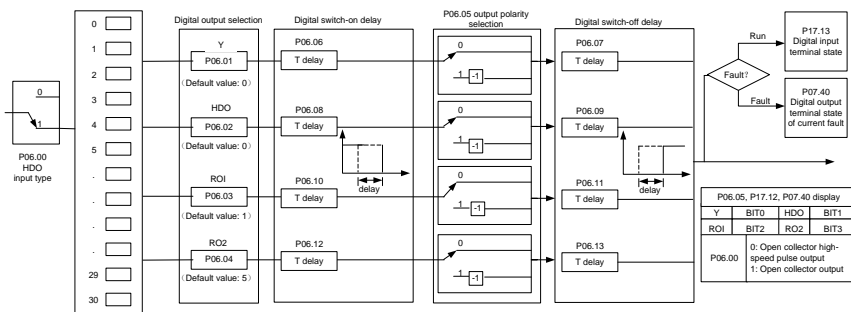 Digital output selection
Digital switch-on delay
P06.05 output polarity
selection
Digital switch-off delay
0
1
2
3
4
5
.
.
.
.
29
30
0
1
P06.00
HDO
input type
Y
P06.01
(Default value: 0)
HDO
P06.02
(Default value: 0)
ROI
P06.03
(Default value: 1)
RO2
P06.04
(Default value: 5)
P06.06
T delay
P06.08
T delay
delay
P06.10
T delay
P06.12
T delay
0
1
-1
0
1
-1
0
1
-1
0
1
-1
P06.07
T delay
P06.09
T delay
delay
P06.11
T delay
P06.13
T delay
Run
Fault?
Fault
P17.13
Digital input
terminal state
P07.40
Digital output
terminal state
of current fault
P06.05, P17.12, P07.40 display
Y BIT0 HDO BIT1
ROI BIT2 RO2 BIT3
P06.00
0: Open collector high-
speed pulse output
1: Open collector output